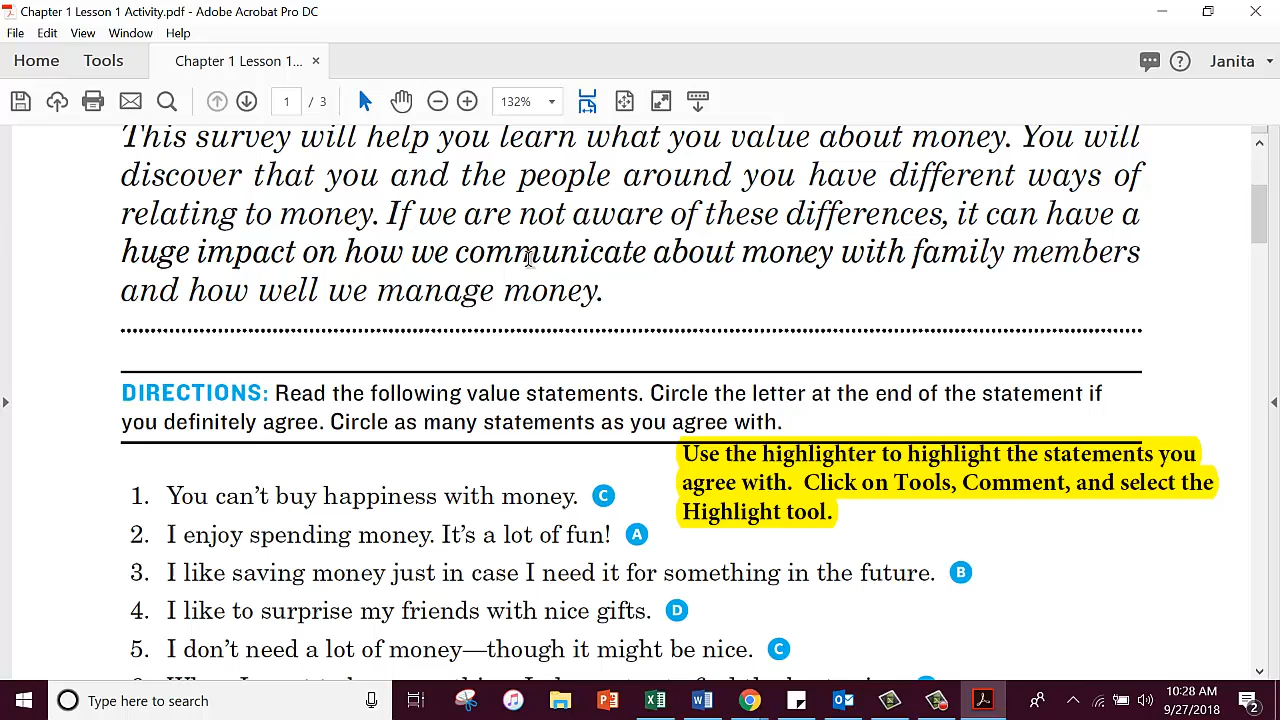 Chapter 1 Lesson 1 Activity.pdf - Adobe Acrobat Pro DC
File Edit View Window Help
Home Tools Chapter 1 Lesson 1... × Janita
1 / 3 132%
This survey will help you learn what you value about money. You will
discover that you and the people around you have different ways of
relating to money. If we are not aware of these differences, it can have a
huge impact on how we communicate about money with family members
and how well we manage money.
DIRECTIONS: Read the following value statements. Circle the letter at the end of the statement if
you definitely agree. Circle as many statements as you agree with.
Use the highlighter to highlight the statements you
agree with. Click on Tools, Comment, and select the
Highlight tool.
1. You can't buy happiness with money. C
2. I enjoy spending money. It's a lot of fun! A
3. I like saving money just in case I need it for something in the future. B
4. I like to surprise my friends with nice gifts. D
5. I don't need a lot of money—though it might be nice. C
Type here to search
10:28 AM
9/27/2018
2